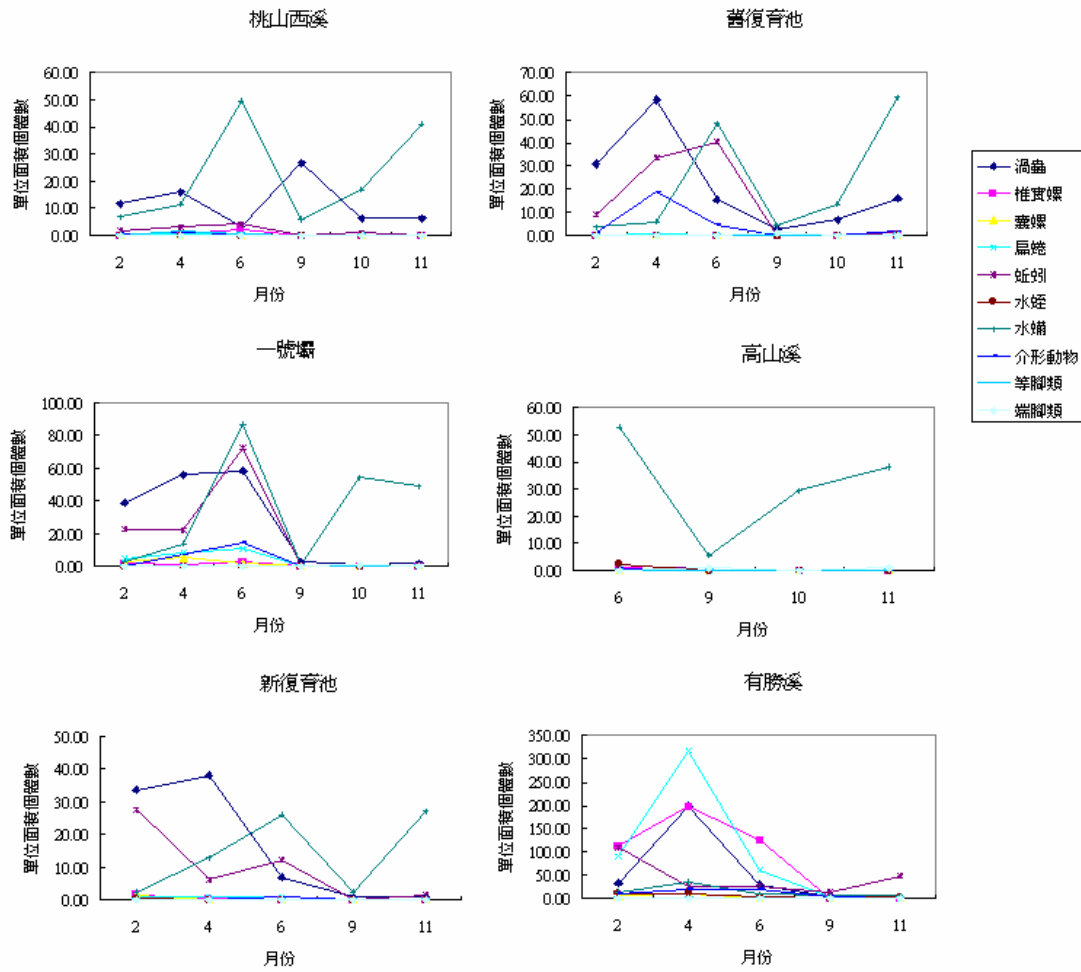 桃山西溪
單位面積個體數
60.00
50.00
40.00
30.00
20.00
10.00
0.00
2 4 6 9 10 11
月份
舊復育池
單位面積個體數
70.00
60.00
50.00
40.00
30.00
20.00
10.00
0.00
2 4 6 9 10 11
月份
一號壩
單位面積個體數
100.00
80.00
60.00
40.00
20.00
0.00
2 4 6 9 10 11
月份
高山溪
單位面積個體數
60.00
50.00
40.00
30.00
20.00
10.00
0.00
6 9 10 11
月份
新復育池
單位面積個體數
50.00
40.00
30.00
20.00
10.00
0.00
2 4 6 9 11
月份
有勝溪
單位面積個體數
350.00
300.00
250.00
200.00
150.00
100.00
50.00
0.00
2 4 6 9 11
月份
渦蟲
椎實螺
囊螺
扁蜷
蚯蚓
水蛭
水蟎
介形動物
等腳類
端腳類